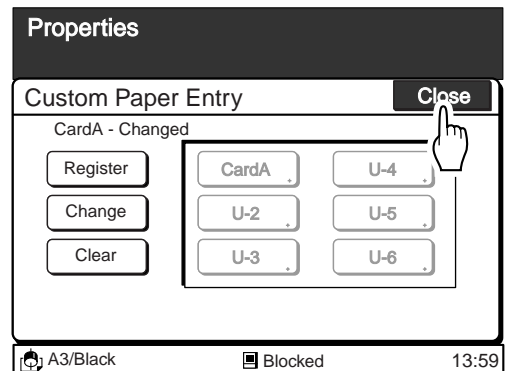 Properties
Custom Paper Entry Close
CardA - Changed
Register CardA U-4
Change U-2 U-5
Clear U-3 U-6
A3/Black Blocked 13:59